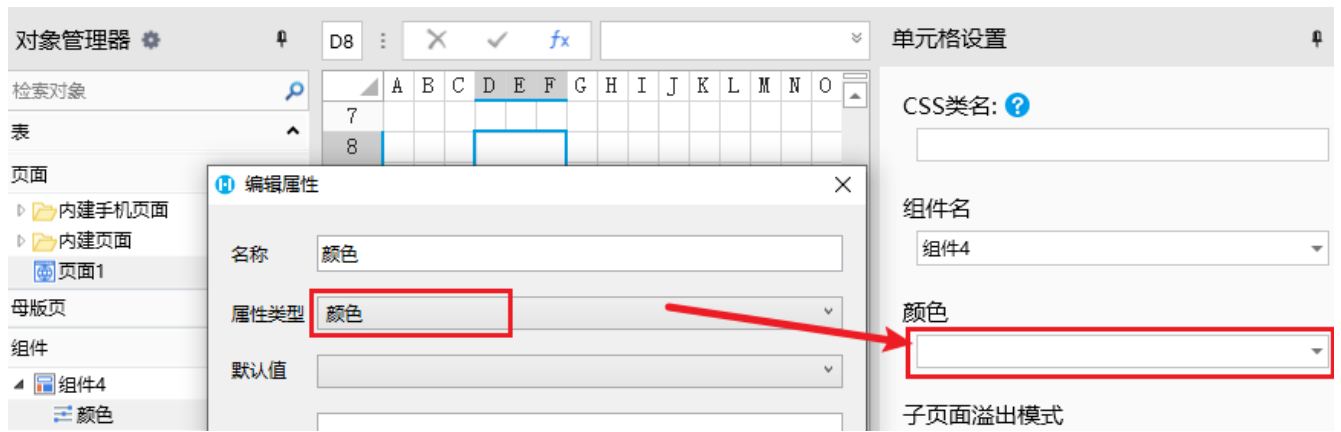 对象管理器
D8
fx
单元格设置
检索对象
A B C D E F G H I J K L M N O
CSS类名: ?
表
7
8
页面
编辑属性
内建手机页面
组件名
内建页面
名称
颜色
组件4
页面1
母版页
属性类型
颜色
颜色
组件
默认值
组件4
颜色
子页面溢出模式